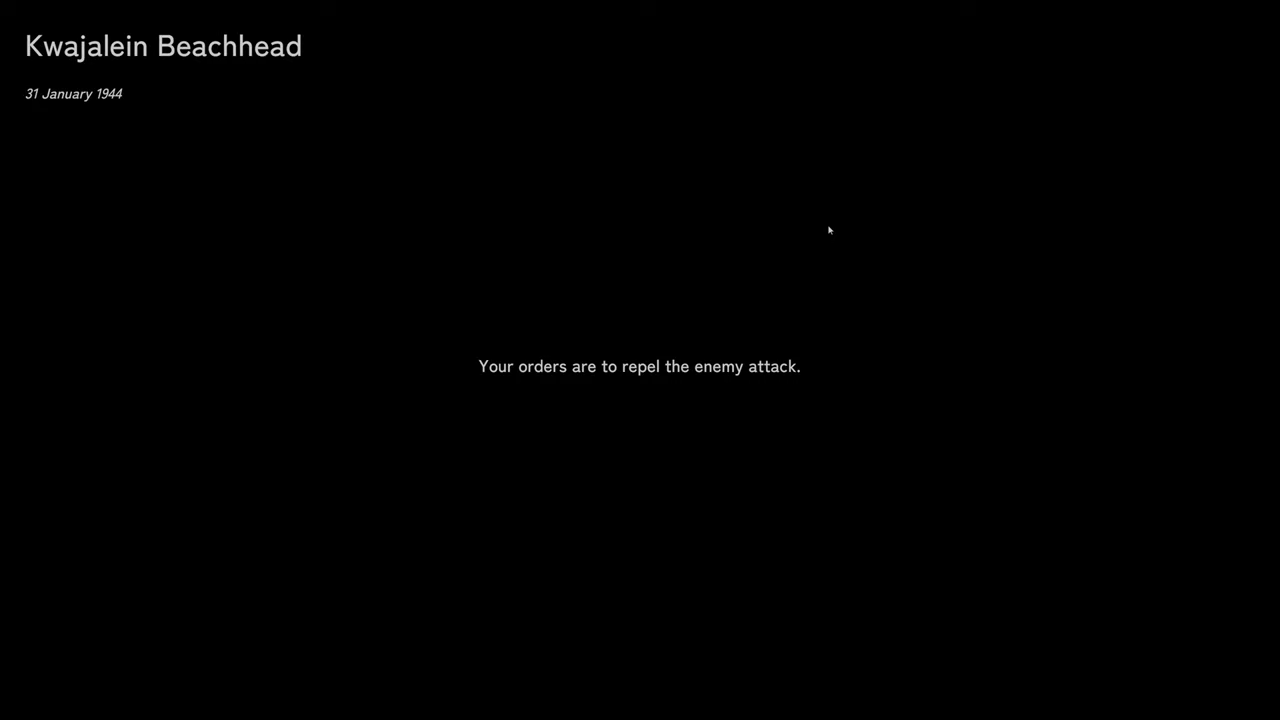 Kwajalein Beachhead
31 January 1944
Your orders are to repel the enemy attack.